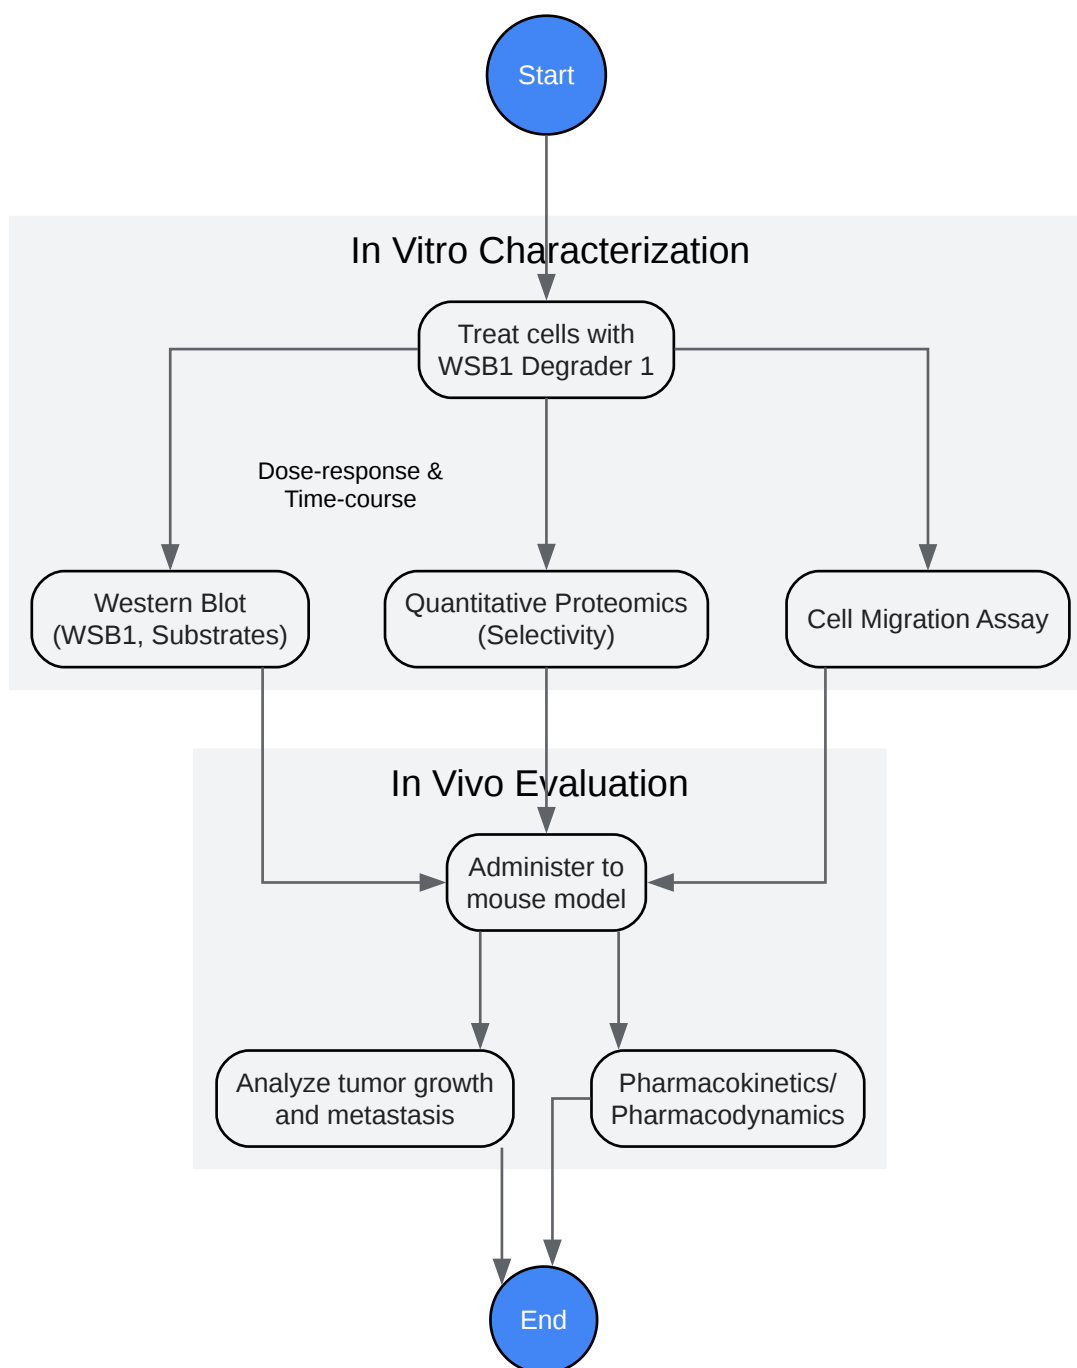 Start
In Vitro Characterization
Treat cells with
WSB1 Degrader 1
Dose-response &
Time-course
Western Blot
(WSB1, Substrates)
Quantitative Proteomics
(Selectivity)
Cell Migration Assay
In Vivo Evaluation
Administer to
mouse model
Analyze tumor growth
and metastasis
Pharmacokinetics/
Pharmacodynamics
End